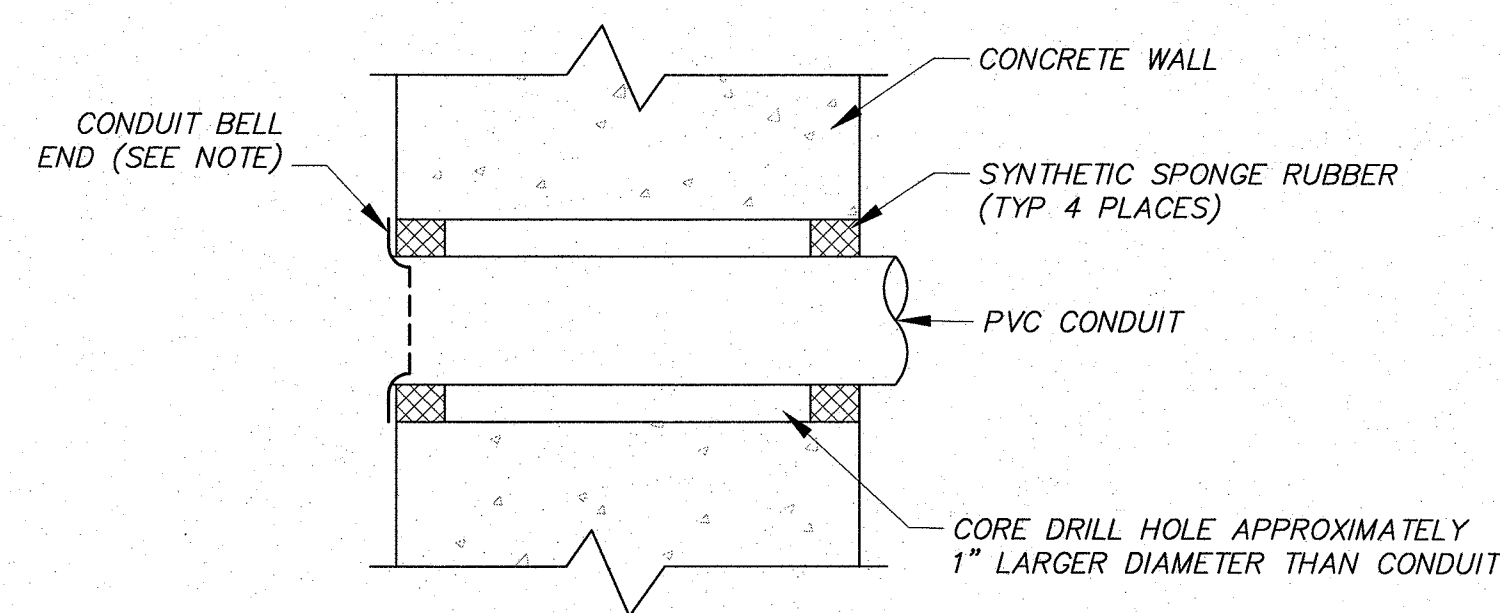 CONCRETE WALL
CONDUIT BELL
END (SEE NOTE)
SYNTHETIC SPONGE RUBBER
(TYP 4 PLACES)
PVC CONDUIT
CORE DRILL HOLE APPROXIMATELY
1" LARGER DIAMETER THAN CONDUIT